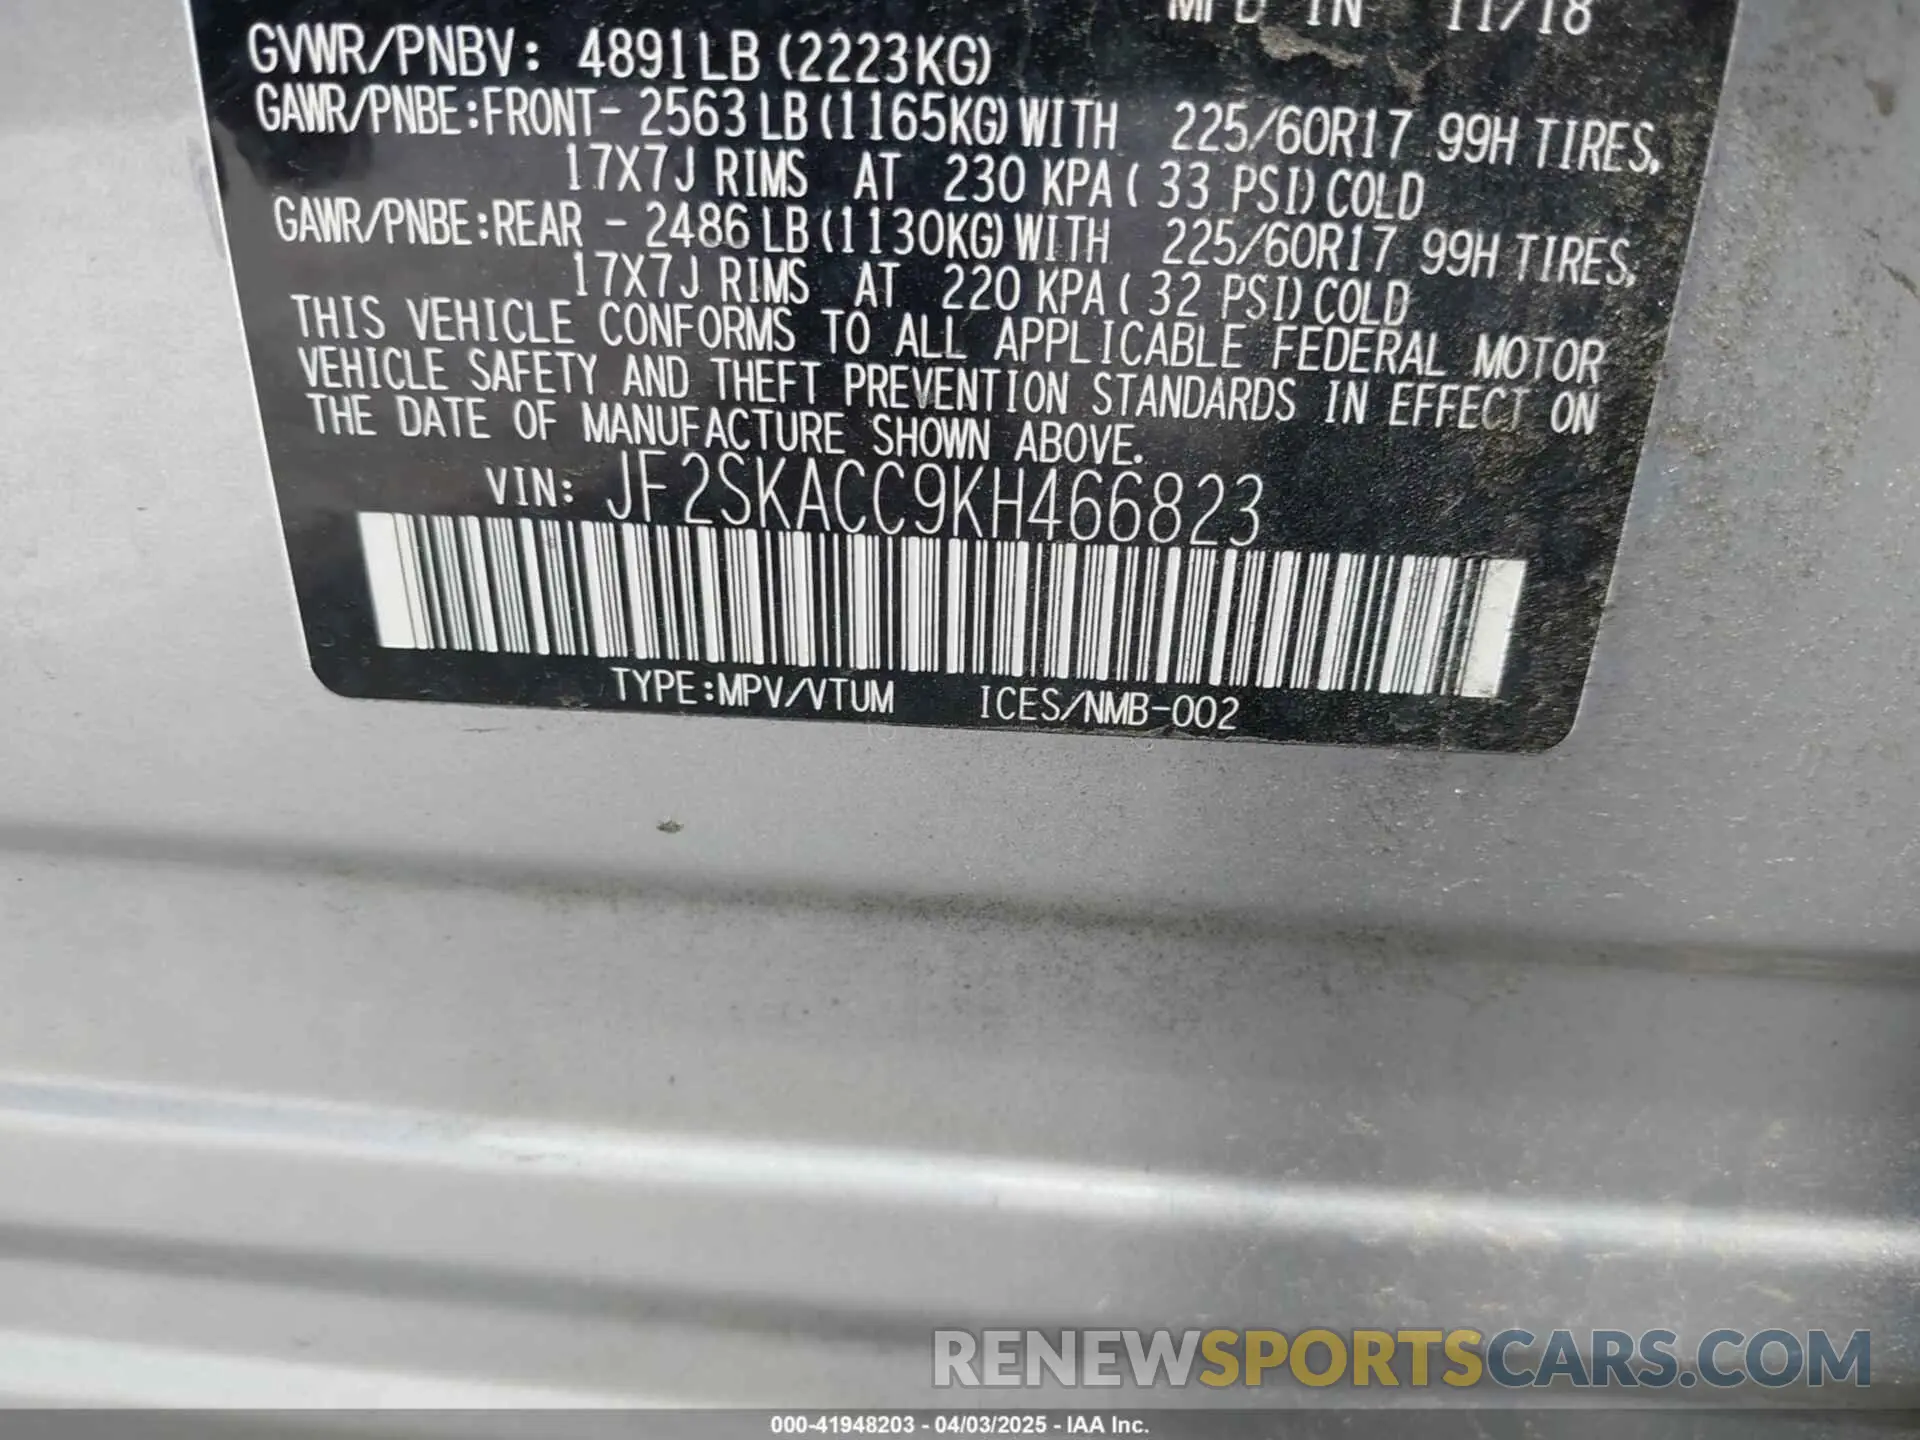 MFD IN 11/18
GVWR/PNBV: 4891LB (2223KG)
GAWR/PNBE:FRONT- 2563 LB (1165KG) WITH 225/60R17 99H TIRES,
17X7J RIMS AT 230 KPA ( 33 PSI) COLD
GAWR/PNBE:REAR - 2486 LB (1130KG) WITH 225/60R17 99H TIRES,
17X7J RIMS AT 220 KPA ( 32 PSI) COLD
THIS VEHICLE CONFORMS TO ALL APPLICABLE FEDERAL MOTOR
VEHICLE SAFETY AND THEFT PREVENTION STANDARDS IN EFFECT ON
THE DATE OF MANUFACTURE SHOWN ABOVE.
VIN: JF2SKACC9KH466823
TYPE:MPV/VTUM ICES/NMB-002
RENEWSPORTSCARS.COM
000-41948203 - 04/03/2025 - IAA Inc.